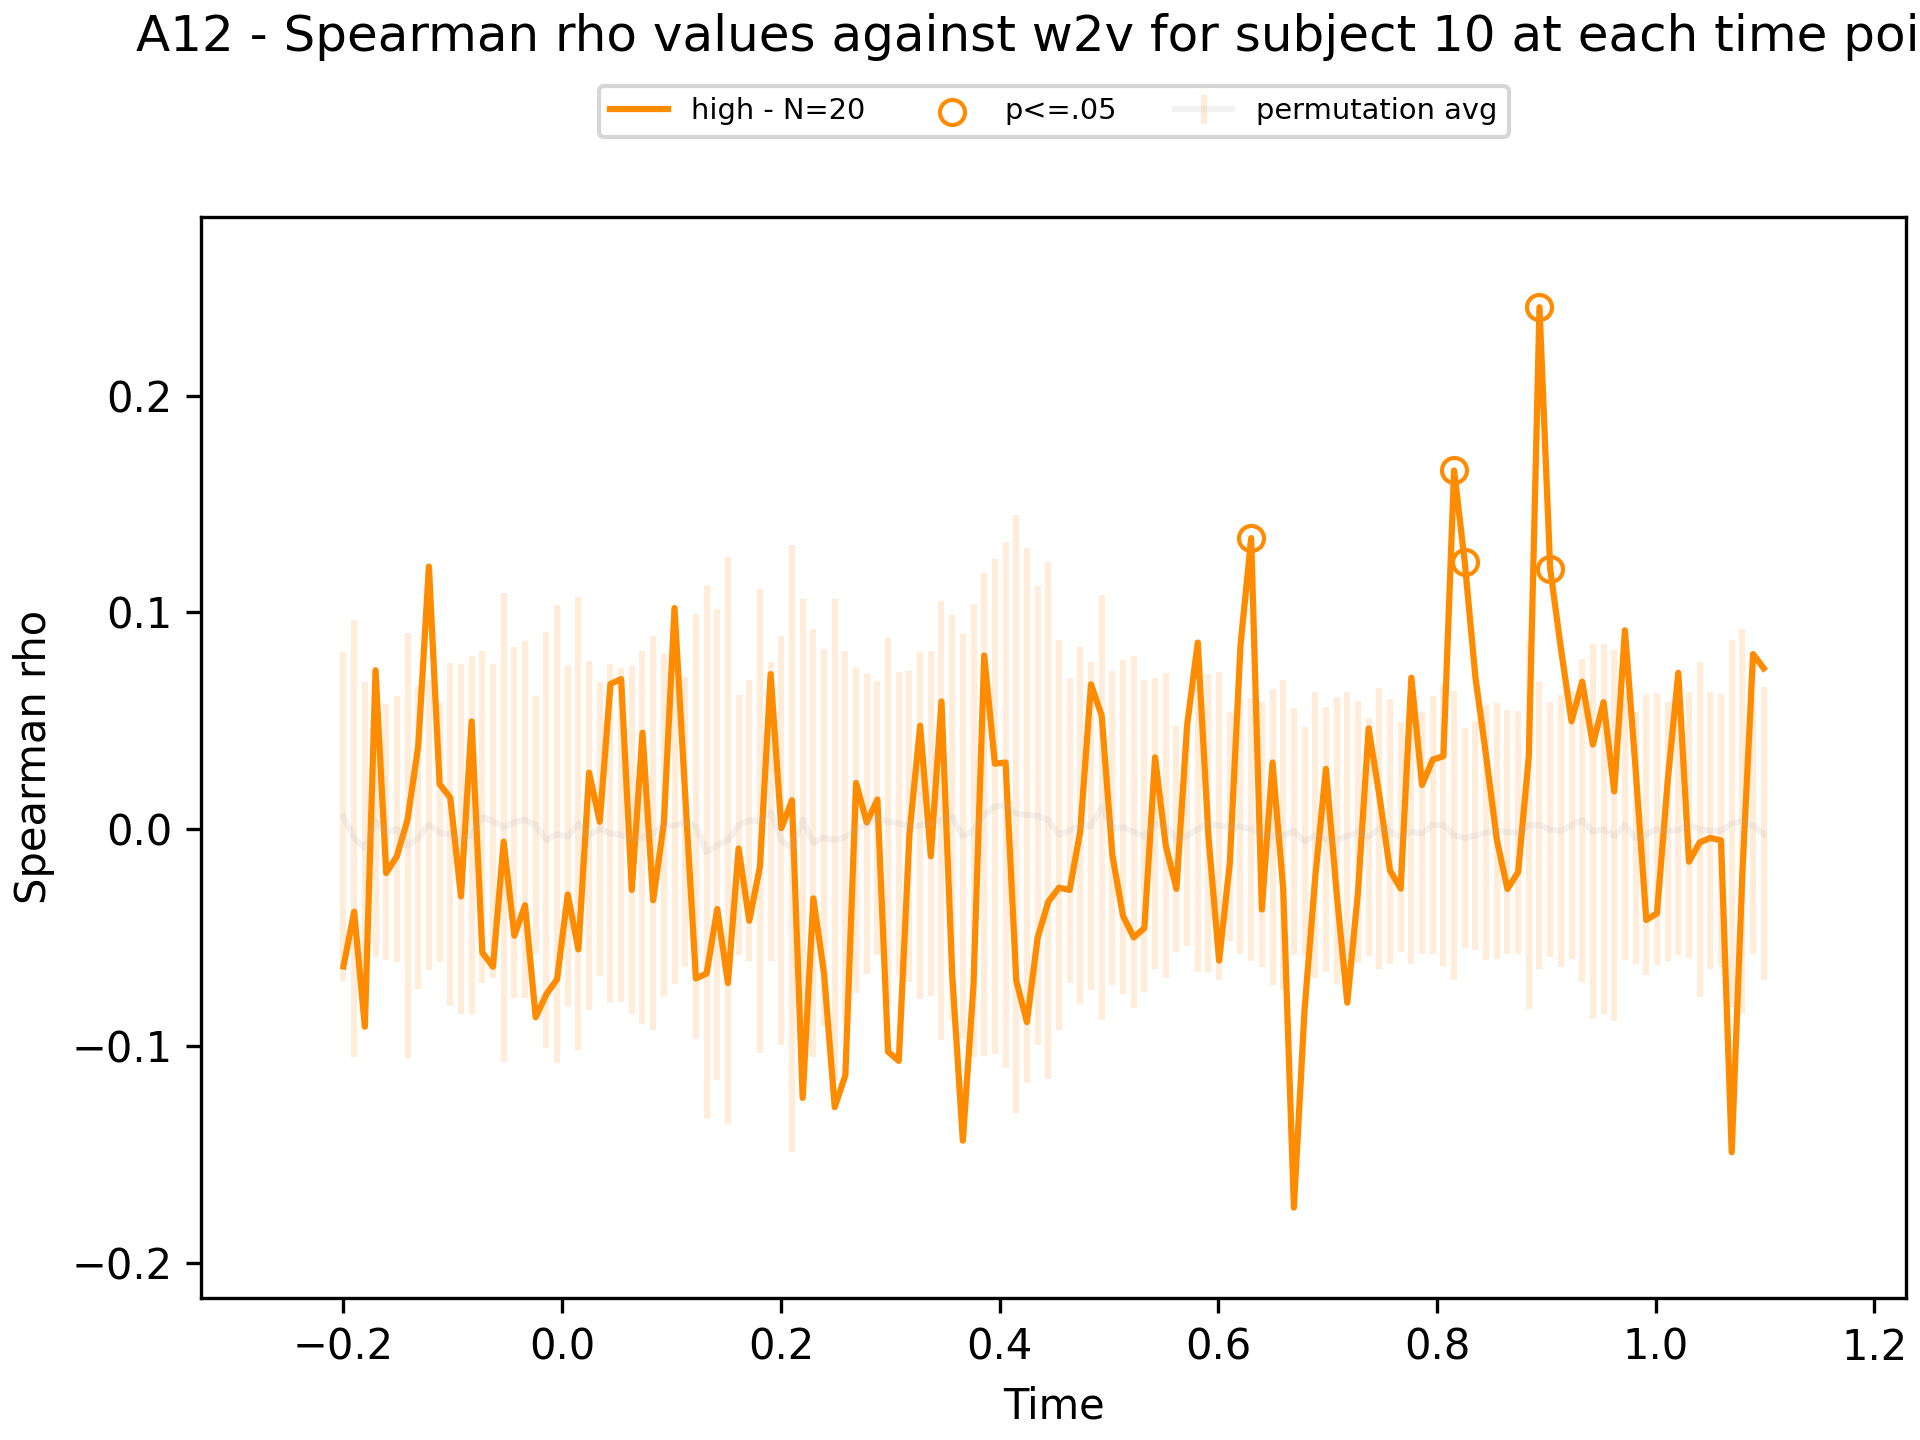 A12 - Spearman rho values against w2v for subject 10 at each time poi
high - N=20 p<=.05 permutation avg
Spearman rho
0.2
0.1
0.0
−0.1
−0.2
−0.2 0.0 0.2 0.4 0.6 0.8 1.0 1.2
Time